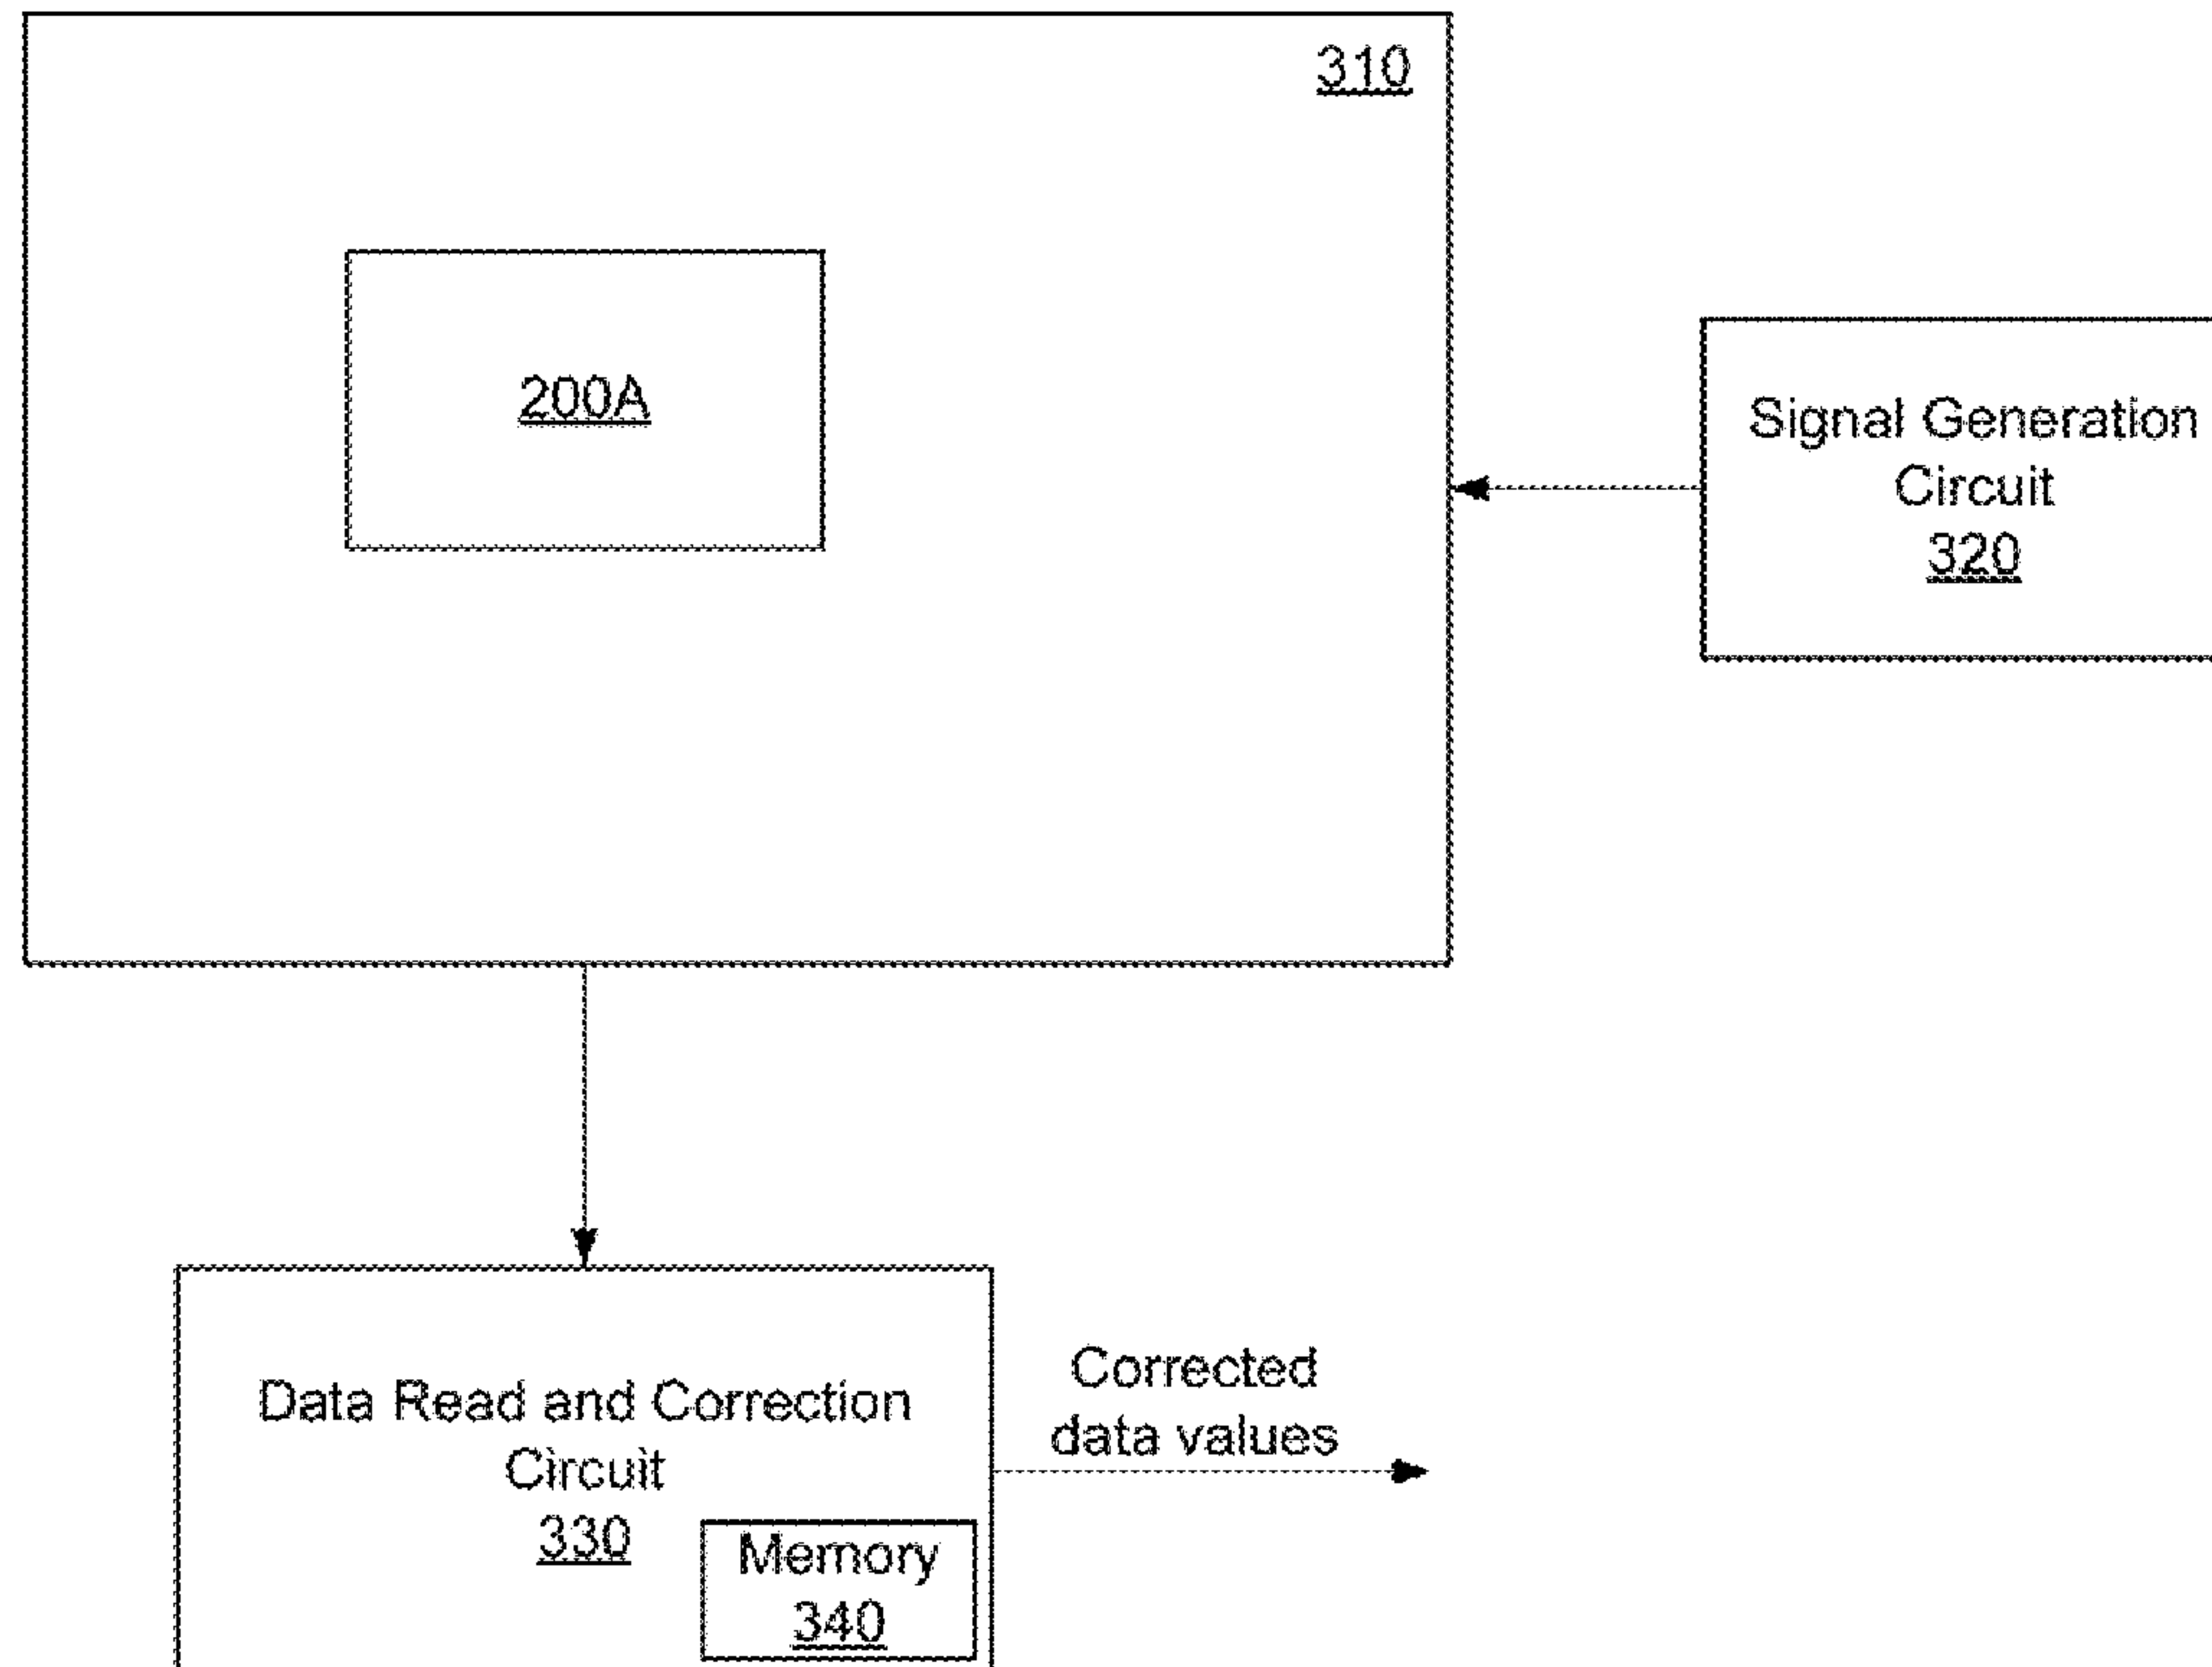 310
200A
Signal Generation
Circuit
320
Data Read and Correction
Circuit
330
Memory
340
Corrected
data values